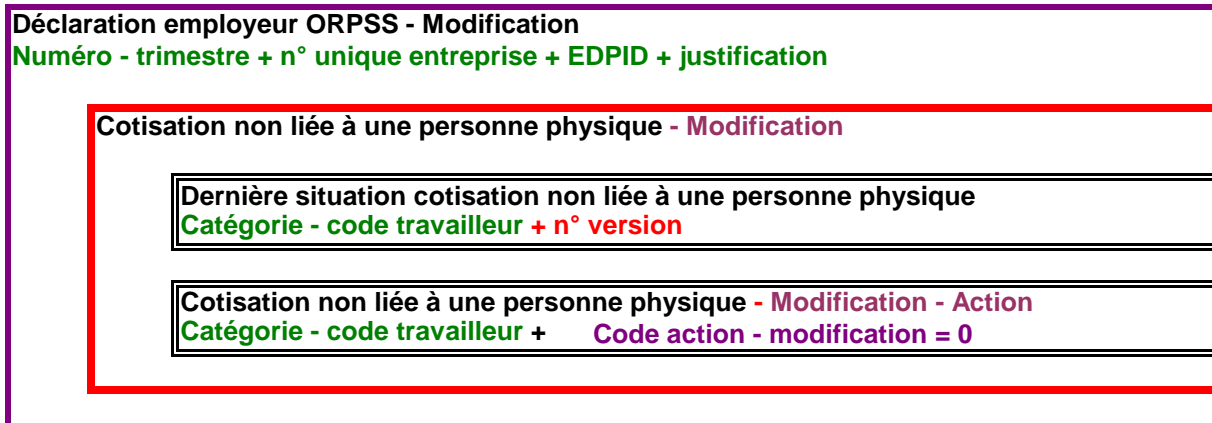 Déclaration employeur ORPSS - Modification
Numéro - trimestre + n° unique entreprise + EDPID + justification
Cotisation non liée à une personne physique - Modification
Dernière situation cotisation non liée à une personne physique
Catégorie - code travailleur + n° version
Cotisation non liée à une personne physique - Modification - Action
Catégorie - code travailleur + Code action - modification = 0